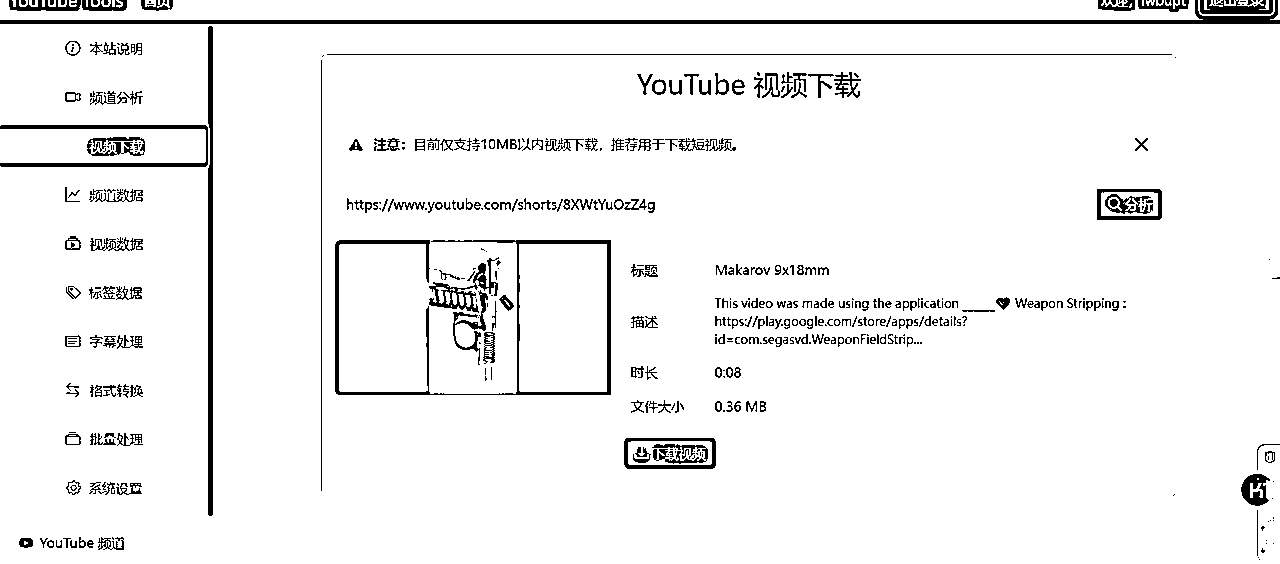 YouTube Tools 首页
欢迎, lwbupt 退出登录
本站说明
频道分析
视频下载
频道数据
视频数据
标签数据
字幕处理
格式转换
批量处理
系统设置
YouTube 频道
YouTube 视频下载
注意：目前仅支持10MB以内视频下载，推荐用于下载短视频。
https://www.youtube.com/shorts/8XWtYuOzZ4g
分析
标题 Makarov 9x18mm
描述 This video was made using the application _____ Weapon Stripping :
https://play.google.com/store/apps/details?
id=com.segasvd.WeaponFieldStrip...
时长 0:08
文件大小 0.36 MB
下载视频